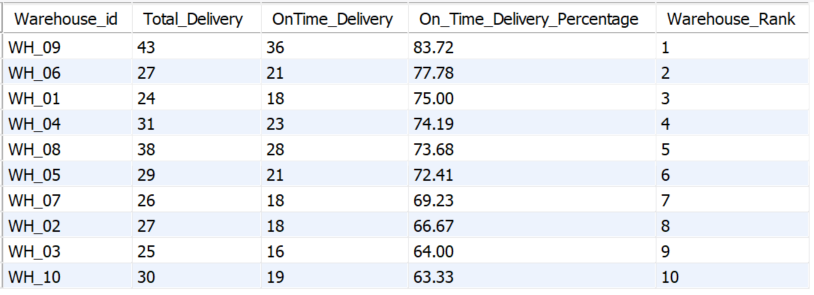 Warehouse_id Total_Delivery OnTime_Delivery On_Time_Delivery_Percentage Warehouse_Rank
WH_09 43 36 83.72 1
WH_06 27 21 77.78 2
WH_01 24 18 75.00 3
WH_04 31 23 74.19 4
WH_08 38 28 73.68 5
WH_05 29 21 72.41 6
WH_07 26 18 69.23 7
WH_02 27 18 66.67 8
WH_03 25 16 64.00 9
WH_10 30 19 63.33 10